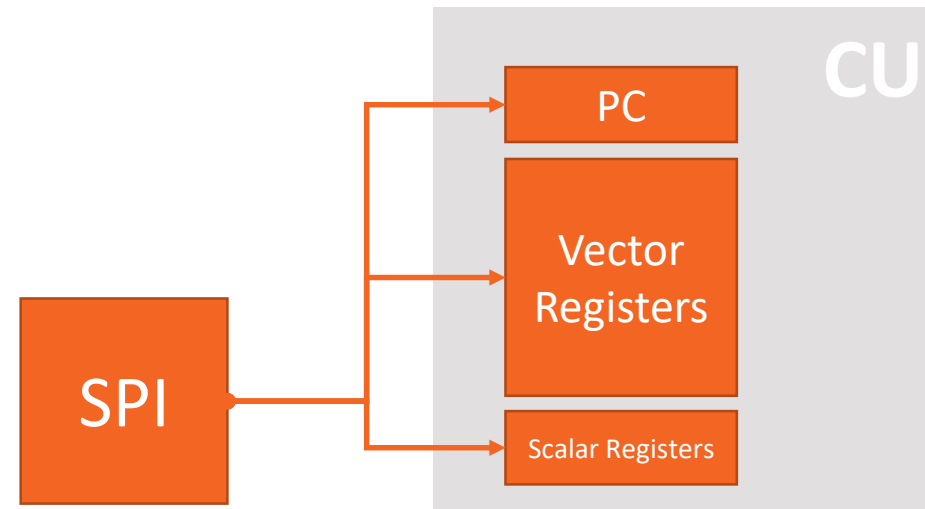 CU
PC
Vector
Registers
SPI
Scalar Registers